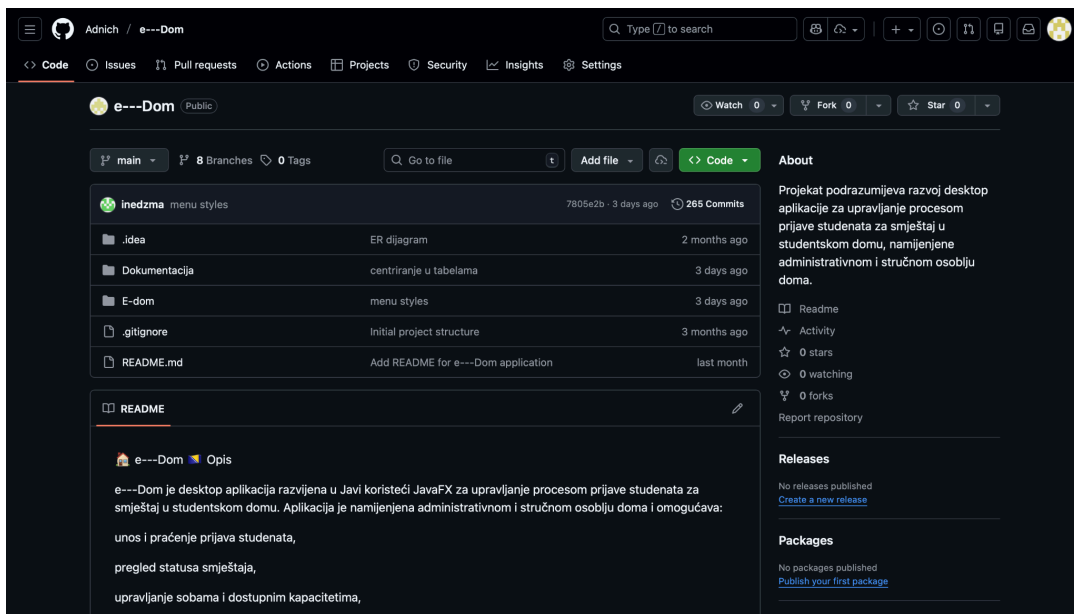 Adnich / e---Dom
Type / to search
Code Issues Pull requests Actions Projects Security Insights Settings
e---Dom Public
Watch 0 Fork 0 Star 0
main 8 Branches 0 Tags Go to file t Add file Code
inedzma menu styles 7805e2b · 3 days ago 265 Commits
.idea ER dijagram 2 months ago
Dokumentacija centriranje u tabelama 3 days ago
E-dom menu styles 3 days ago
.gitignore Initial project structure 3 months ago
README.md Add README for e---Dom application last month
README
e---Dom 🇧🇦 Opis
e---Dom je desktop aplikacija razvijena u Javi koristeći JavaFX za upravljanje procesom prijave studenata za
smještaj u studentskom domu. Aplikacija je namijenjena administrativnom i stručnom osoblju doma i omogućava:
unos i praćenje prijava studenata,
pregled statusa smještaja,
upravljanje sobama i dostupnim kapacitetima,
About
Projekat podrazumijeva razvoj desktop
aplikacije za upravljanje procesom
prijave studenata za smještaj u
studentskom domu, namijenjene
administrativnom i stručnom osoblju
doma.
Readme
Activity
0 stars
0 watching
0 forks
Report repository
Releases
No releases published
Create a new release
Packages
No packages published
Publish your first package